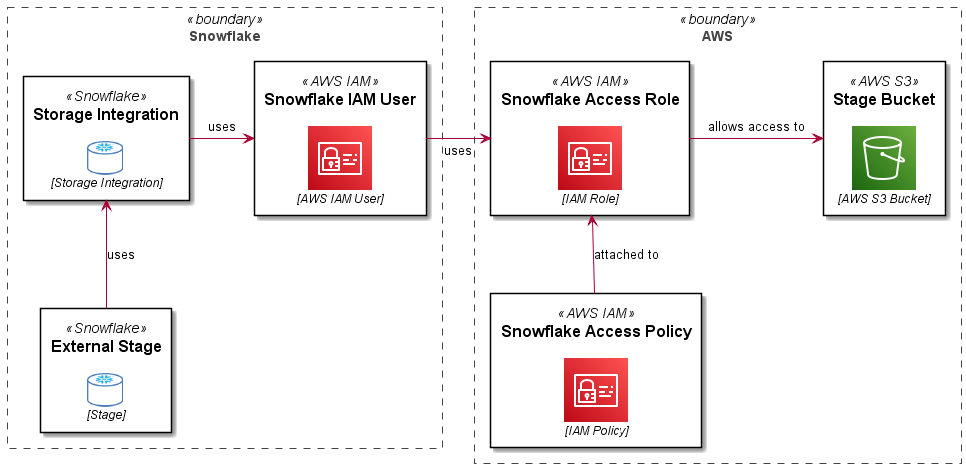 «boundary»
Snowflake
«Snowflake»
Storage Integration
[Storage Integration]
uses
«AWS IAM»
Snowflake IAM User
[AWS IAM User]
uses
uses
«Snowflake»
External Stage
[Stage]
«boundary»
AWS
«AWS IAM»
Snowflake Access Role
[IAM Role]
allows access to
«AWS S3»
Stage Bucket
[AWS S3 Bucket]
attached to
«AWS IAM»
Snowflake Access Policy
[IAM Policy]